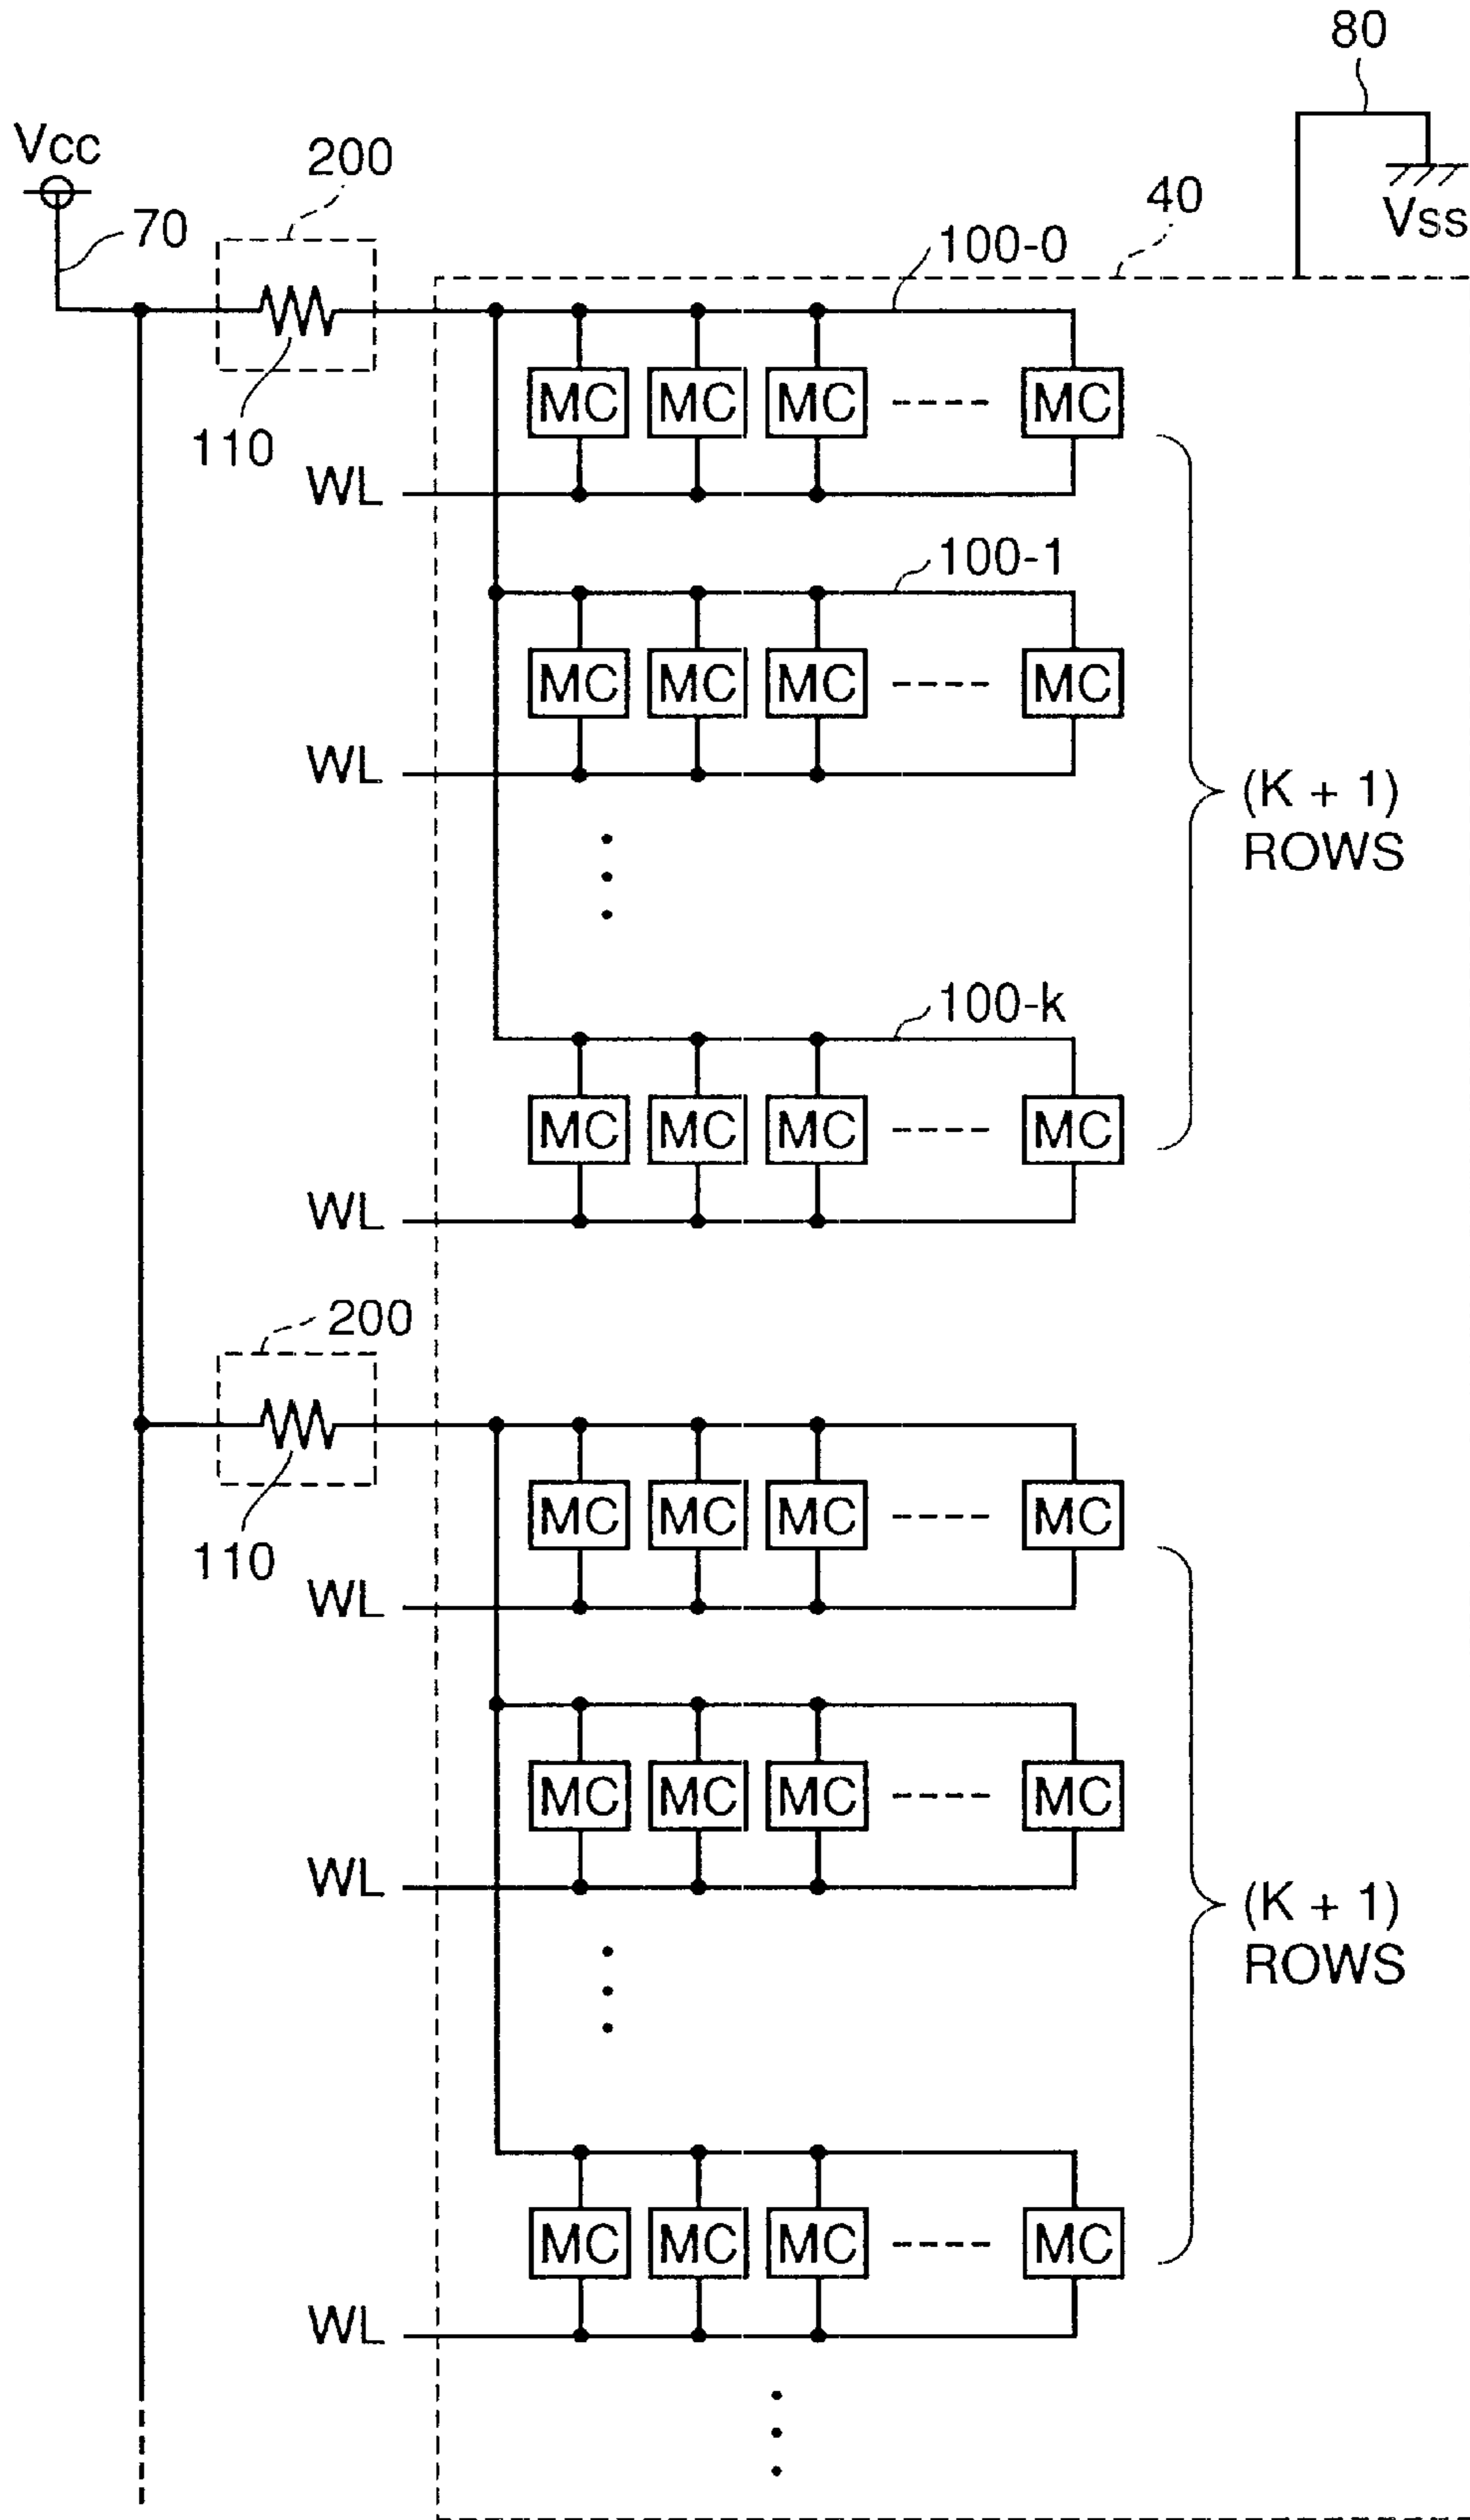 80
Vcc
200
40
Vss
70
100-0
MC MC MC ---- MC
110
WL
100-1
MC MC MC ---- MC
WL
(K + 1)
ROWS
100-k
MC MC MC ---- MC
WL
200
MC MC MC ---- MC
110
WL
MC MC MC ---- MC
WL
(K + 1)
ROWS
MC MC MC ---- MC
WL